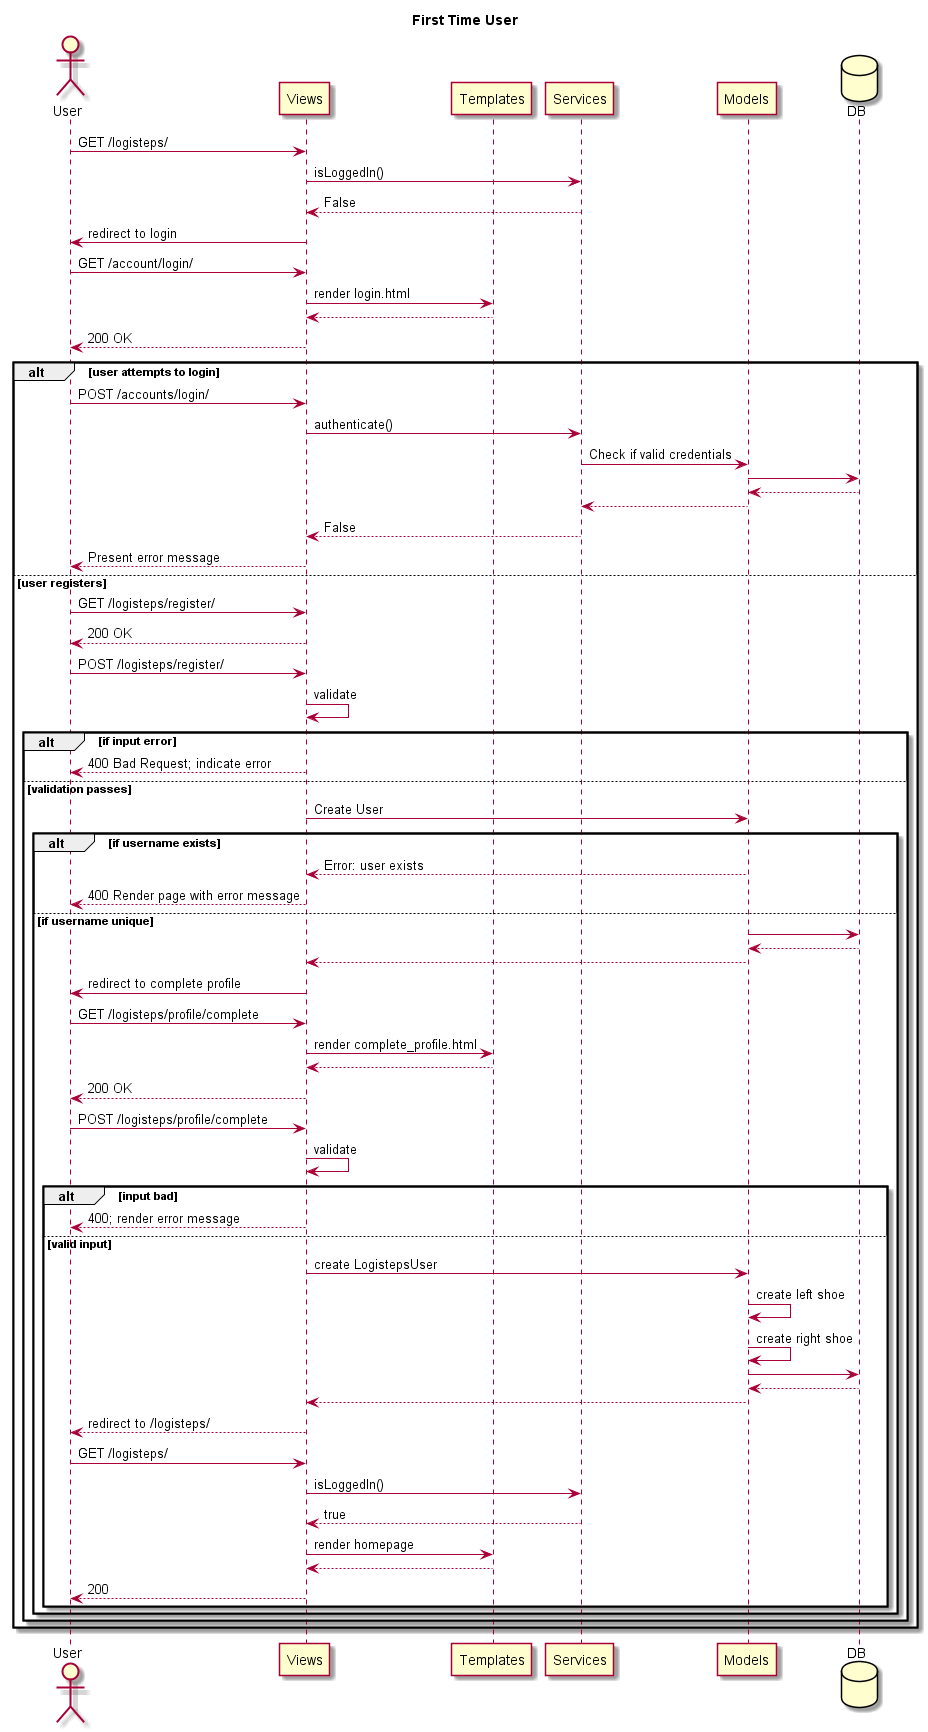 First Time User
User
Views
Templates
Services
Models
DB
GET /logisteps/
isLoggedIn()
False
redirect to login
GET /account/login/
render login.html
200 OK
alt [user attempts to login]
POST /accounts/login/
authenticate()
Check if valid credentials
False
Present error message
[user registers]
GET /logisteps/register/
200 OK
POST /logisteps/register/
validate
alt [if input error]
400 Bad Request; indicate error
[validation passes]
Create User
alt [if username exists]
Error: user exists
400 Render page with error message
[if username unique]
redirect to complete profile
GET /logisteps/profile/complete
render complete_profile.html
200 OK
POST /logisteps/profile/complete
validate
alt [input bad]
400; render error message
[valid input]
create LogistepsUser
create left shoe
create right shoe
redirect to /logisteps/
GET /logisteps/
isLoggedIn()
true
render homepage
200
User
Views
Templates
Services
Models
DB